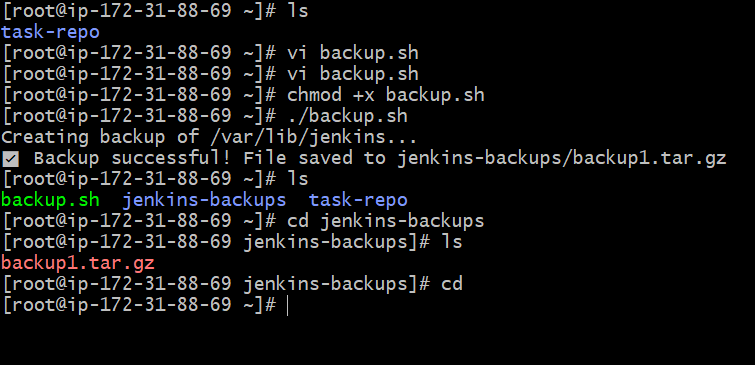 [root@ip-172-31-88-69 ~]# ls
task-repo
[root@ip-172-31-88-69 ~]# vi backup.sh
[root@ip-172-31-88-69 ~]# vi backup.sh
[root@ip-172-31-88-69 ~]# chmod +x backup.sh
[root@ip-172-31-88-69 ~]# ./backup.sh
Creating backup of /var/lib/jenkins...
✅ Backup successful! File saved to jenkins-backups/backup1.tar.gz
[root@ip-172-31-88-69 ~]# ls
backup.sh  jenkins-backups  task-repo
[root@ip-172-31-88-69 ~]# cd jenkins-backups
[root@ip-172-31-88-69 jenkins-backups]# ls
backup1.tar.gz
[root@ip-172-31-88-69 jenkins-backups]# cd
[root@ip-172-31-88-69 ~]#